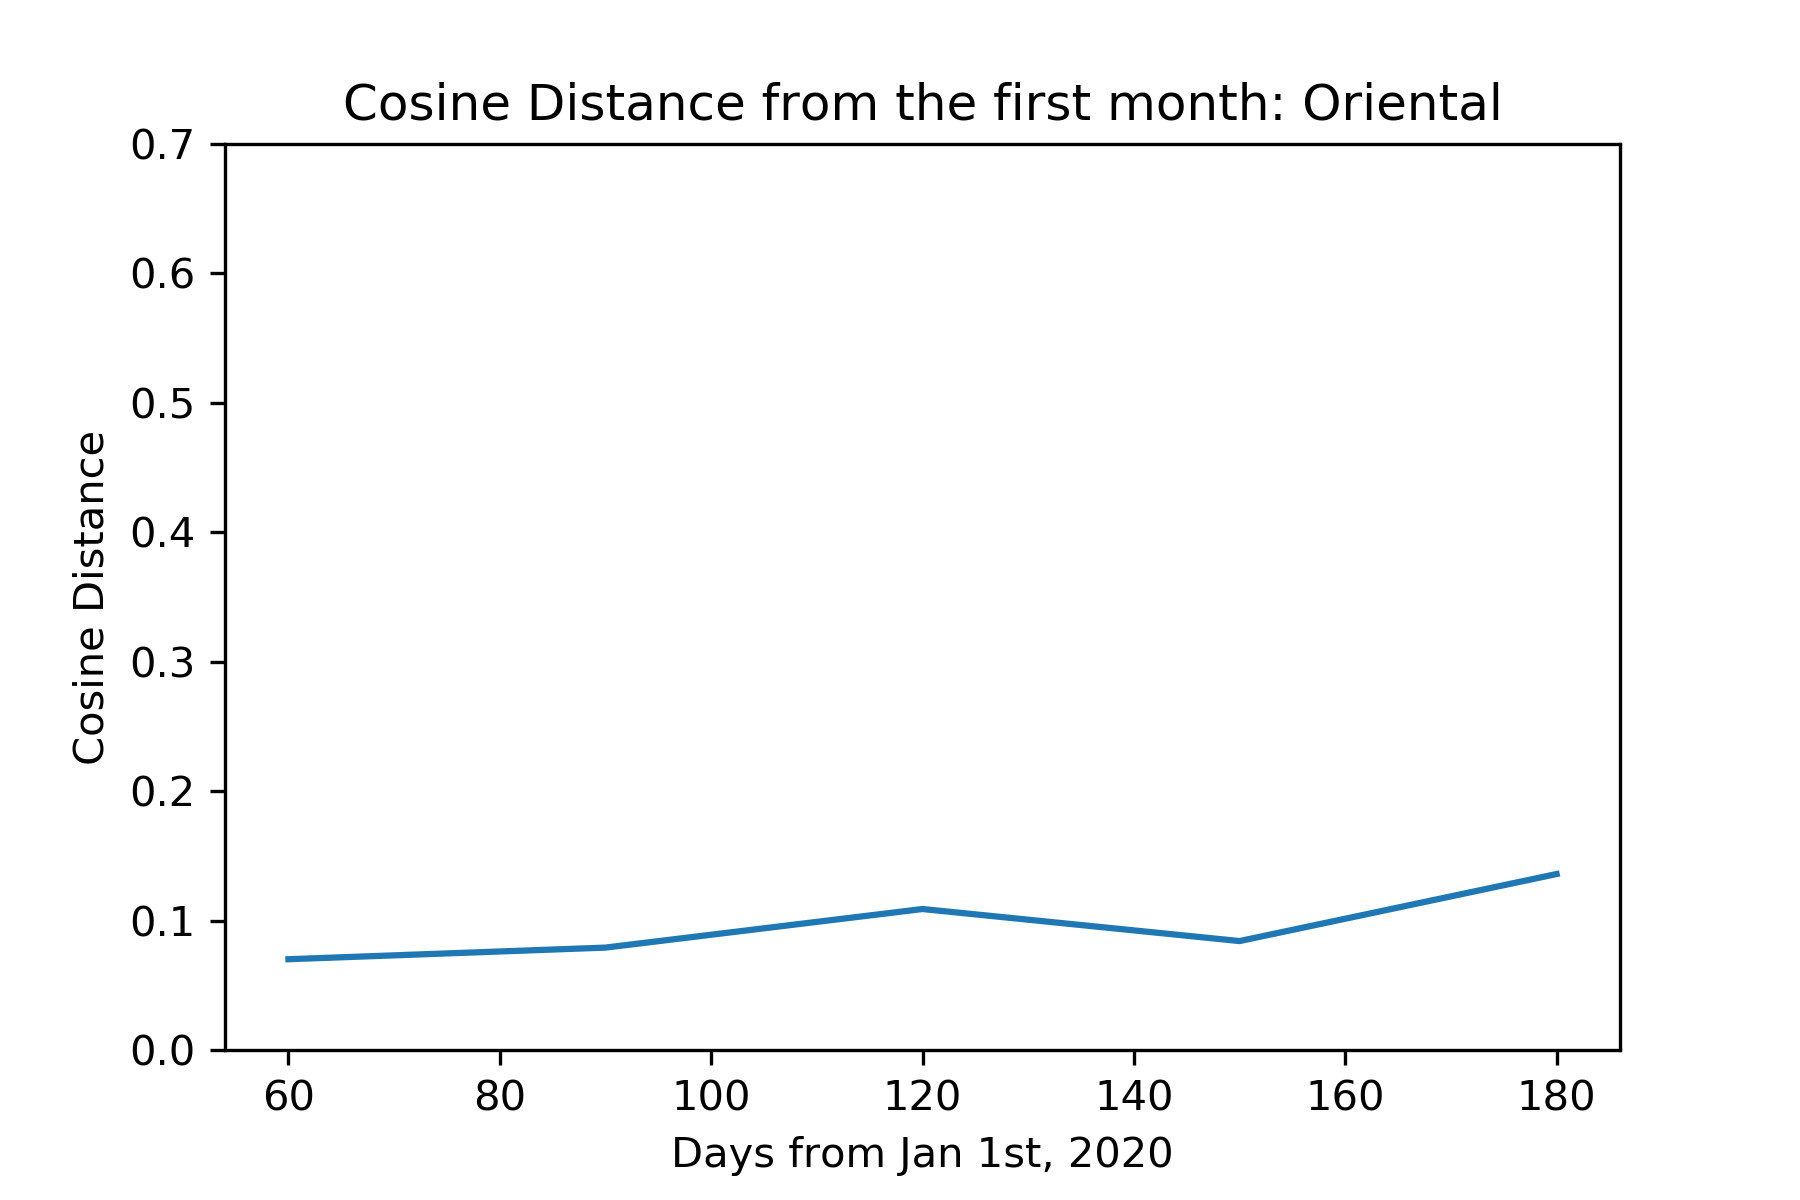 Cosine Distance from the first month: Oriental
0.7
0.6
0.5
0.4
0.3
0.2
0.1
0.0
Cosine Distance
60 80 100 120 140 160 180
Days from Jan 1st, 2020